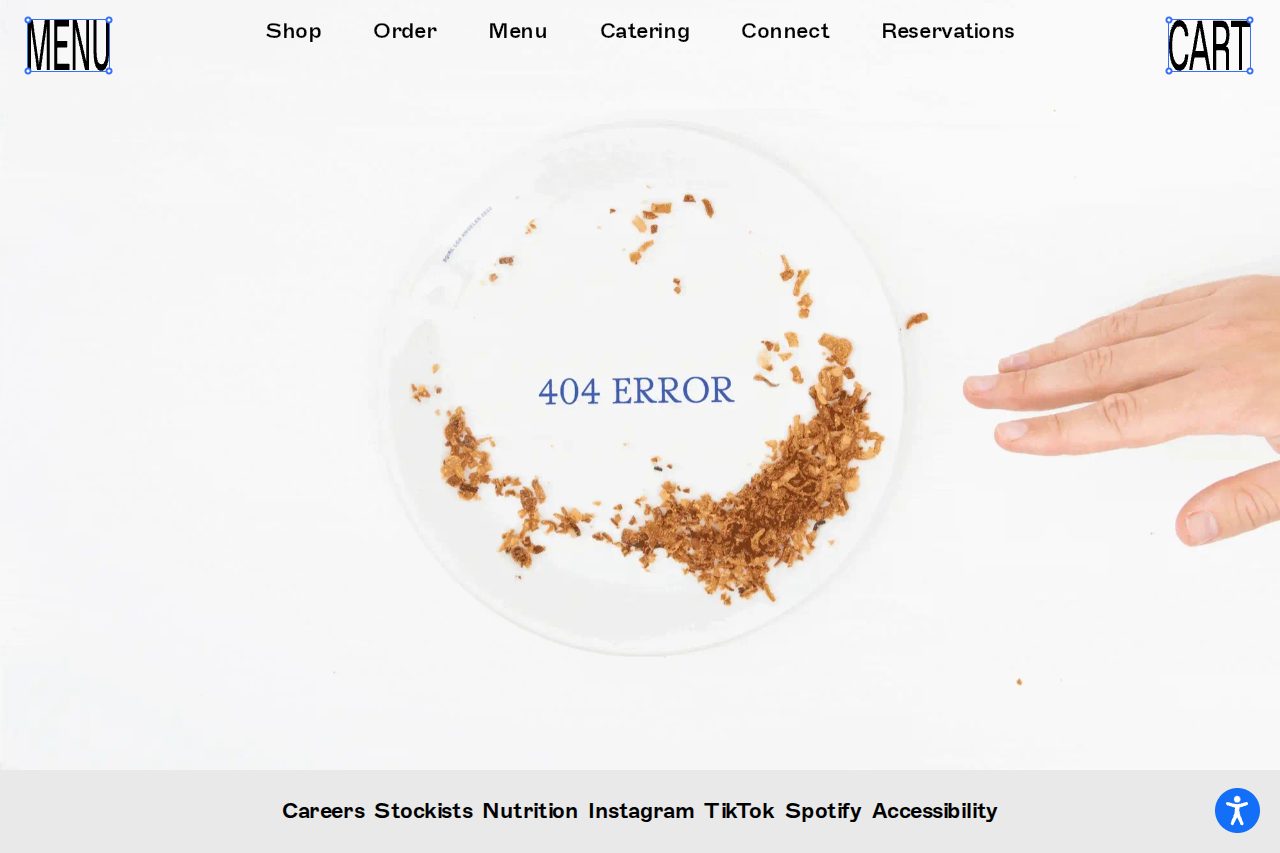 MENU
Shop Order Menu Catering Connect Reservations
CART
404 ERROR
Careers Stockists Nutrition Instagram TikTok Spotify Accessibility